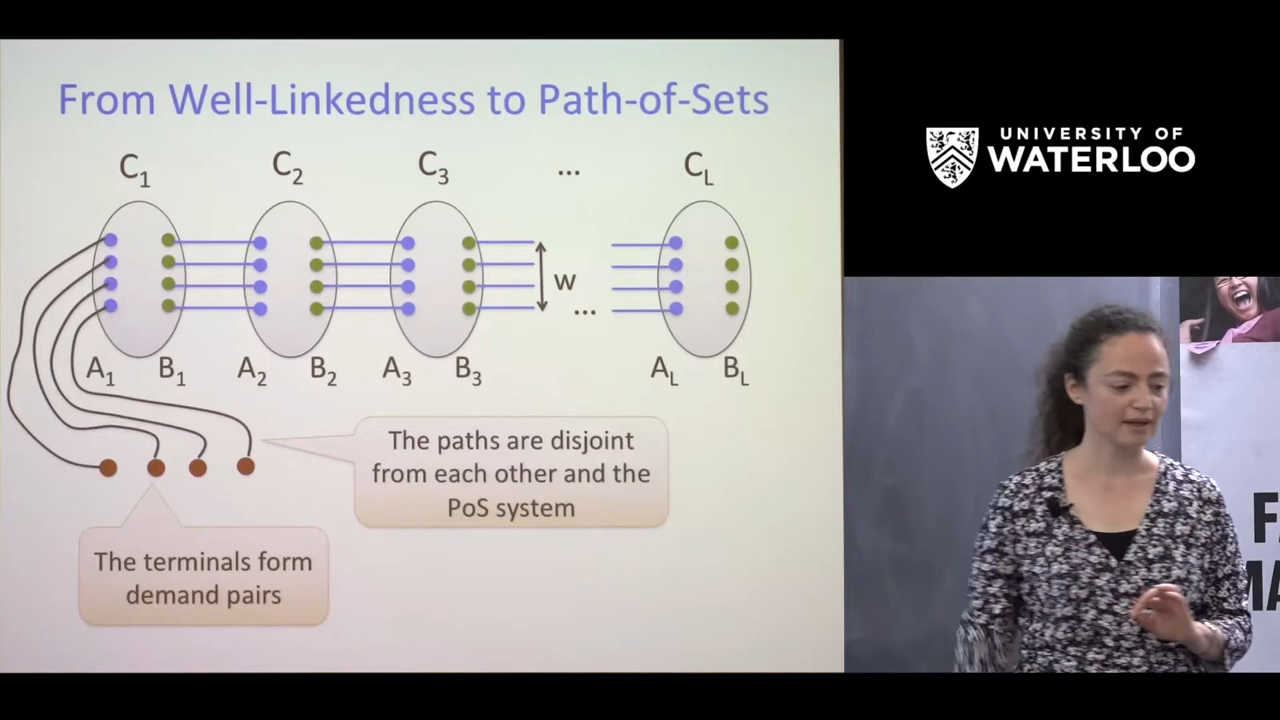 From Well-Linkedness to Path-of-Sets
C1 C2 C3 ... CL
w
...
A1 B1 A2 B2 A3 B3 AL BL
The paths are disjoint
from each other and the
PoS system
The terminals form
demand pairs
UNIVERSITY OF
WATERLOO